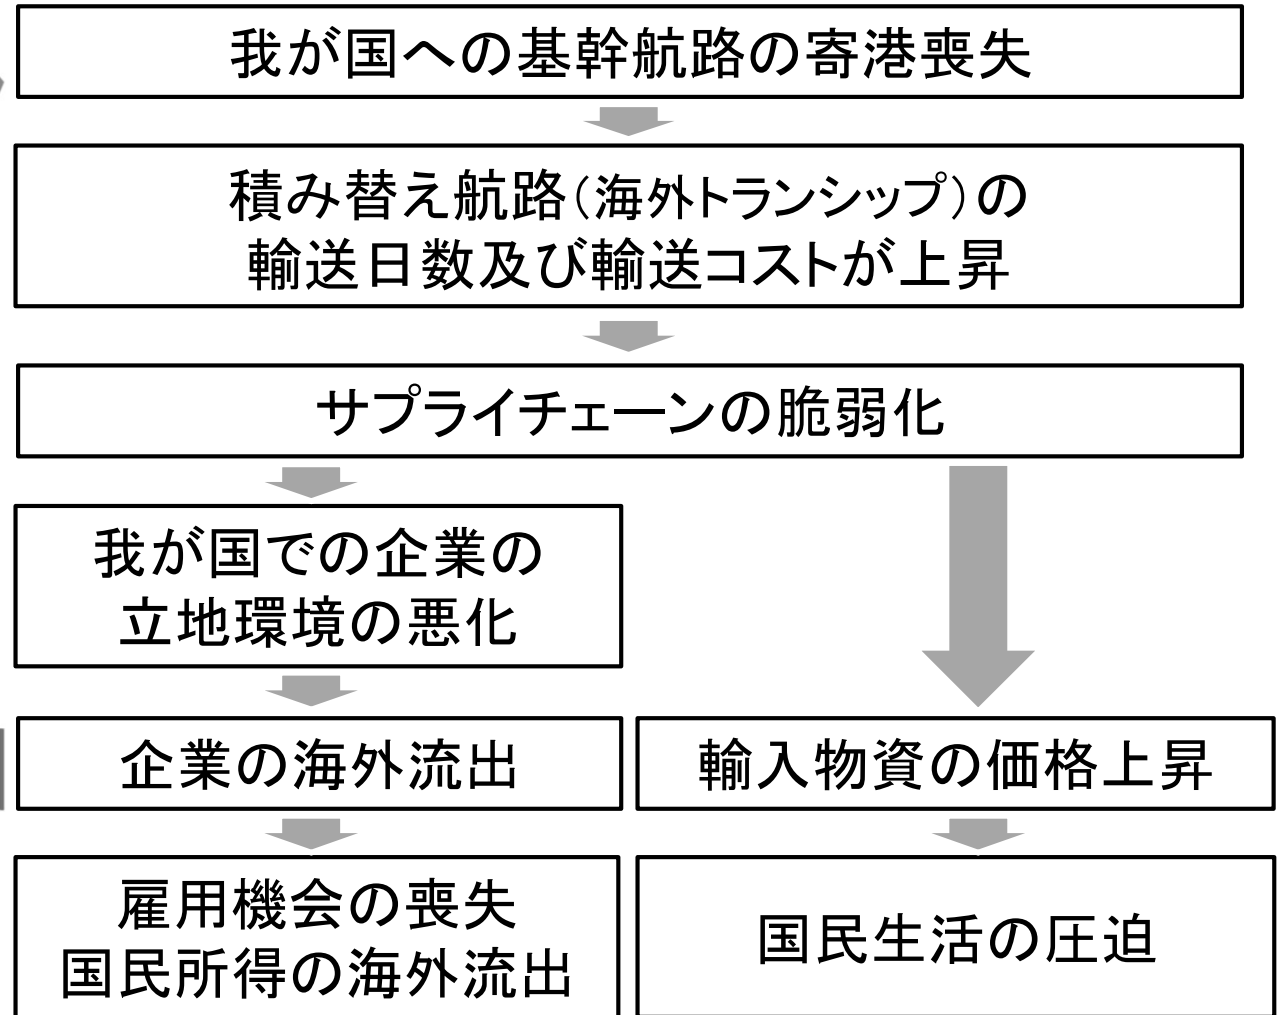 我が国への基幹航路の寄港喪失
積み替え航路(海外トランシップ)の
輸送日数及び輸送コストが上昇
サプライチェーンの脆弱化
我が国での企業の
立地環境の悪化
企業の海外流出
輸入物資の価格上昇
雇用機会の喪失
国民所得の海外流出
国民生活の圧迫